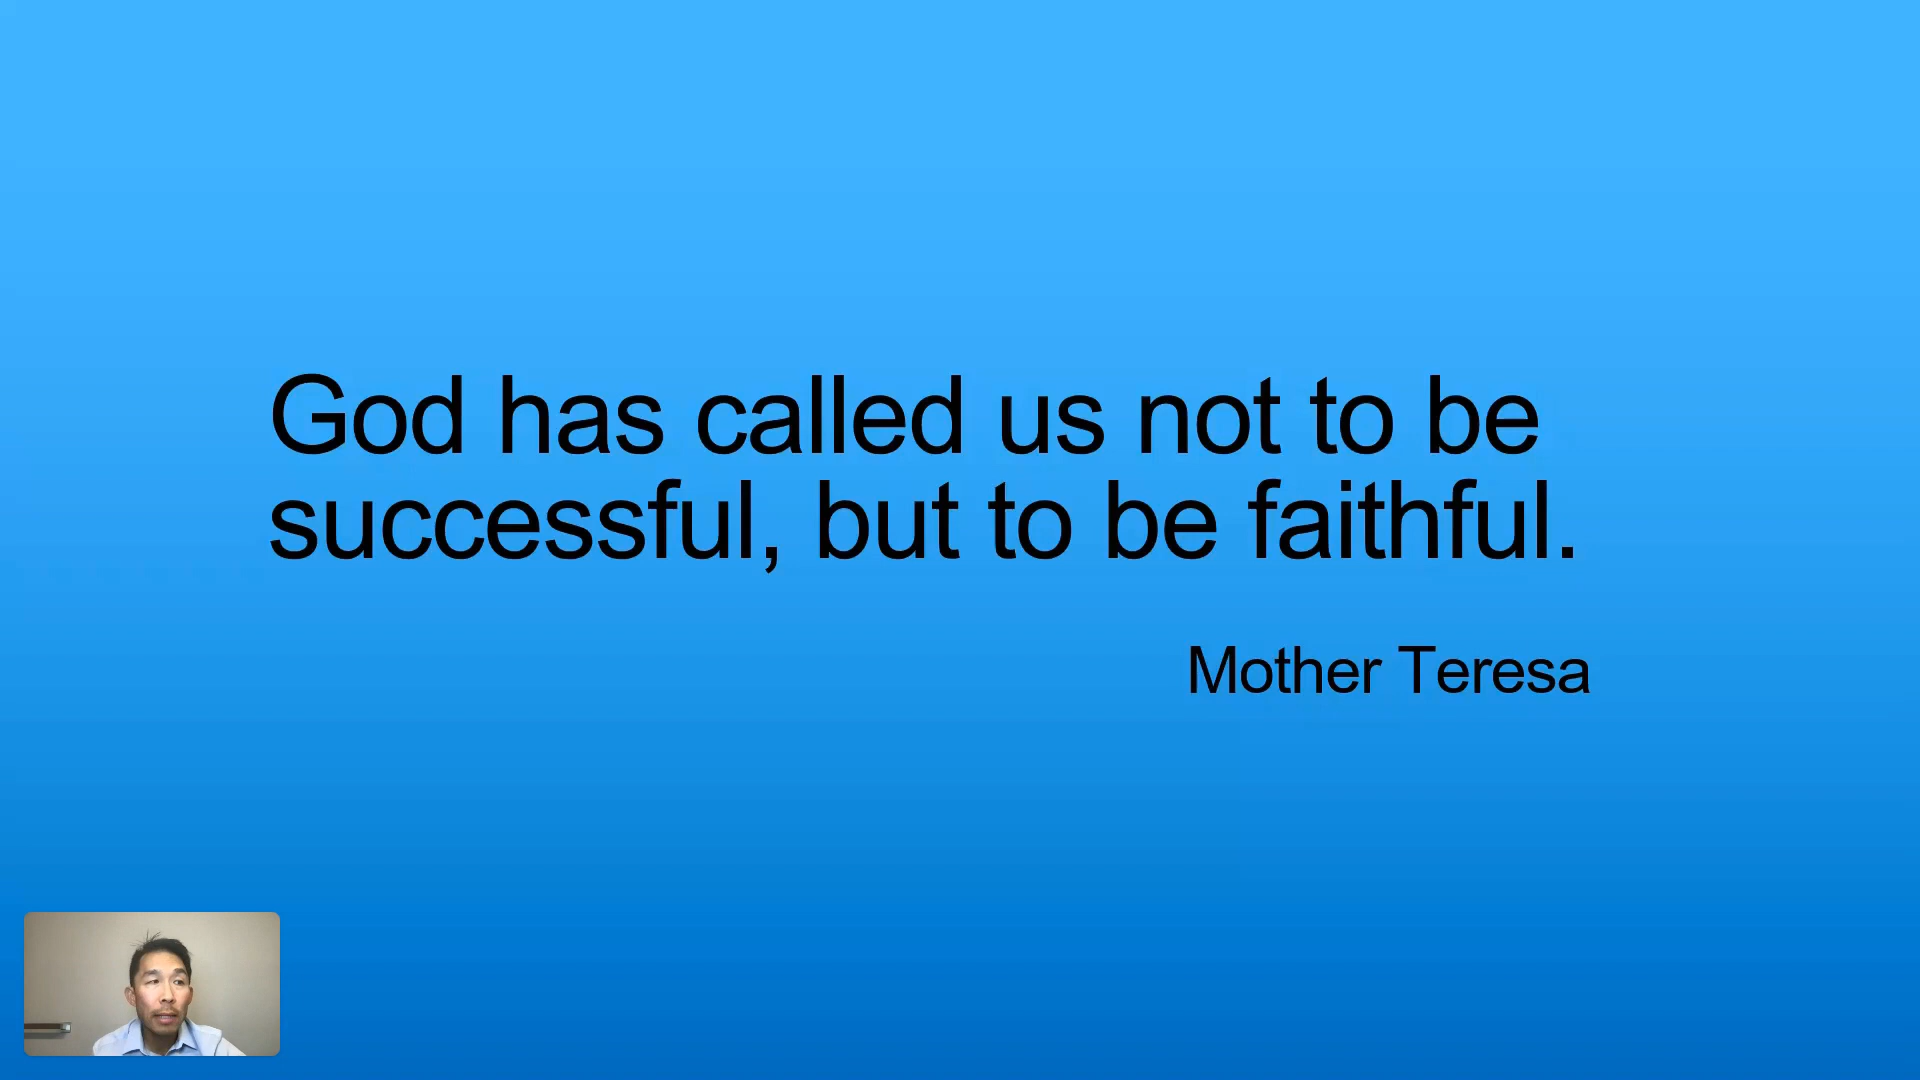 God has called us not to be
successful, but to be faithful.
Mother Teresa